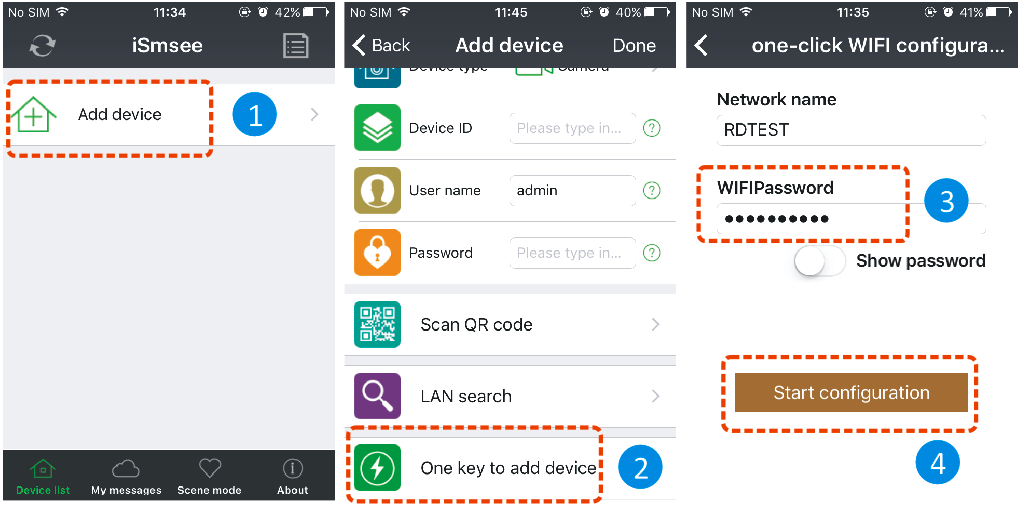 No SIM 11:34 42%
iSmsee
Add device
1
Device list My messages Scene mode About
No SIM 11:45 40%
Back Add device Done
Device type Camera
Device ID Please type in... ?
User name admin ?
Password Please type in... ?
Scan QR code
LAN search
One key to add device
2
No SIM 11:35 41%
one-click WIFI configura...
Network name
RDTEST
WIFIPassword
••••••••••
3
Show password
Start configuration
4